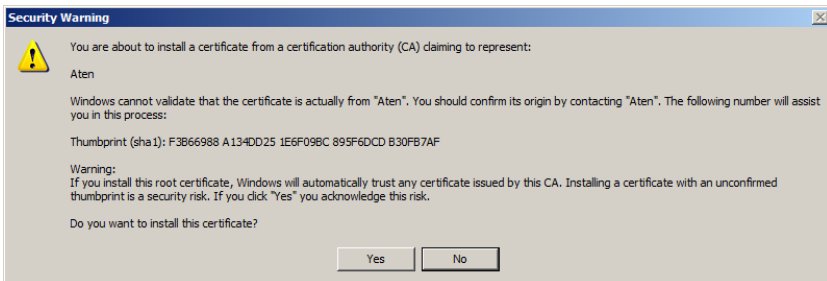 Security Warning
You are about to install a certificate from a certification authority (CA) claiming to represent:
Aten
Windows cannot validate that the certificate is actually from "Aten". You should confirm its origin by contacting "Aten". The following number will assist
you in this process:
Thumbprint (sha1): F3B66988 A134DD25 1E6F09BC 895F6DCD B30FB7AF
Warning:
If you install this root certificate, Windows will automatically trust any certificate issued by this CA. Installing a certificate with an unconfirmed
thumbprint is a security risk. If you click "Yes" you acknowledge this risk.
Do you want to install this certificate?
Yes No